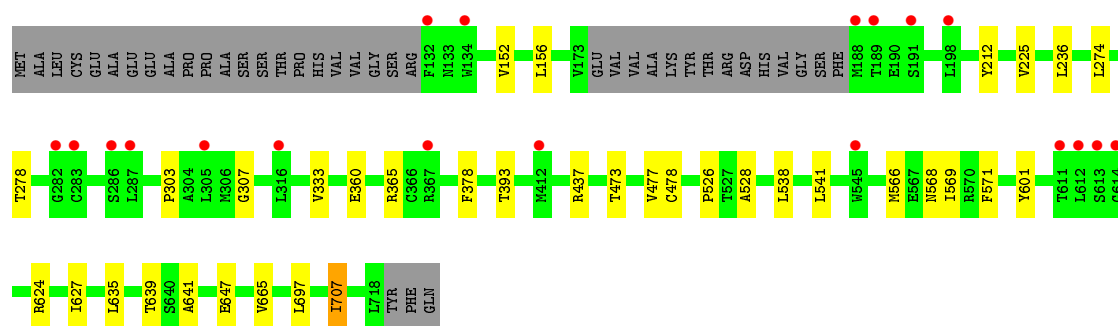 MET ALA LEU CYS GLU ALA GLU GLU ALA PRO PRO ALA SER SER THR PRO HIS VAL VAL GLY SER ARG F132 N133 W134 V152 L156 V173 GLU VAL VAL ALA LYS TYR THR ARG ASP HIS VAL GLY SER PHE M188 T189 E190 S191 L198 Y212 V225 L236 L274
T278 G282 C283 S286 L287 P303 A304 L305 M306 G307 L316 V333 E360 R365 C366 R367 F378 T393 M412 R437 T473 V477 C478 P526 T527 A528 L538 L541 W545 M566 E567 N568 I569 R570 F571 Y601 T611 L612 S613
R624 I627 L635 T639 S640 A641 E647 V665 L697 I707 L718 TYR PHE GLN